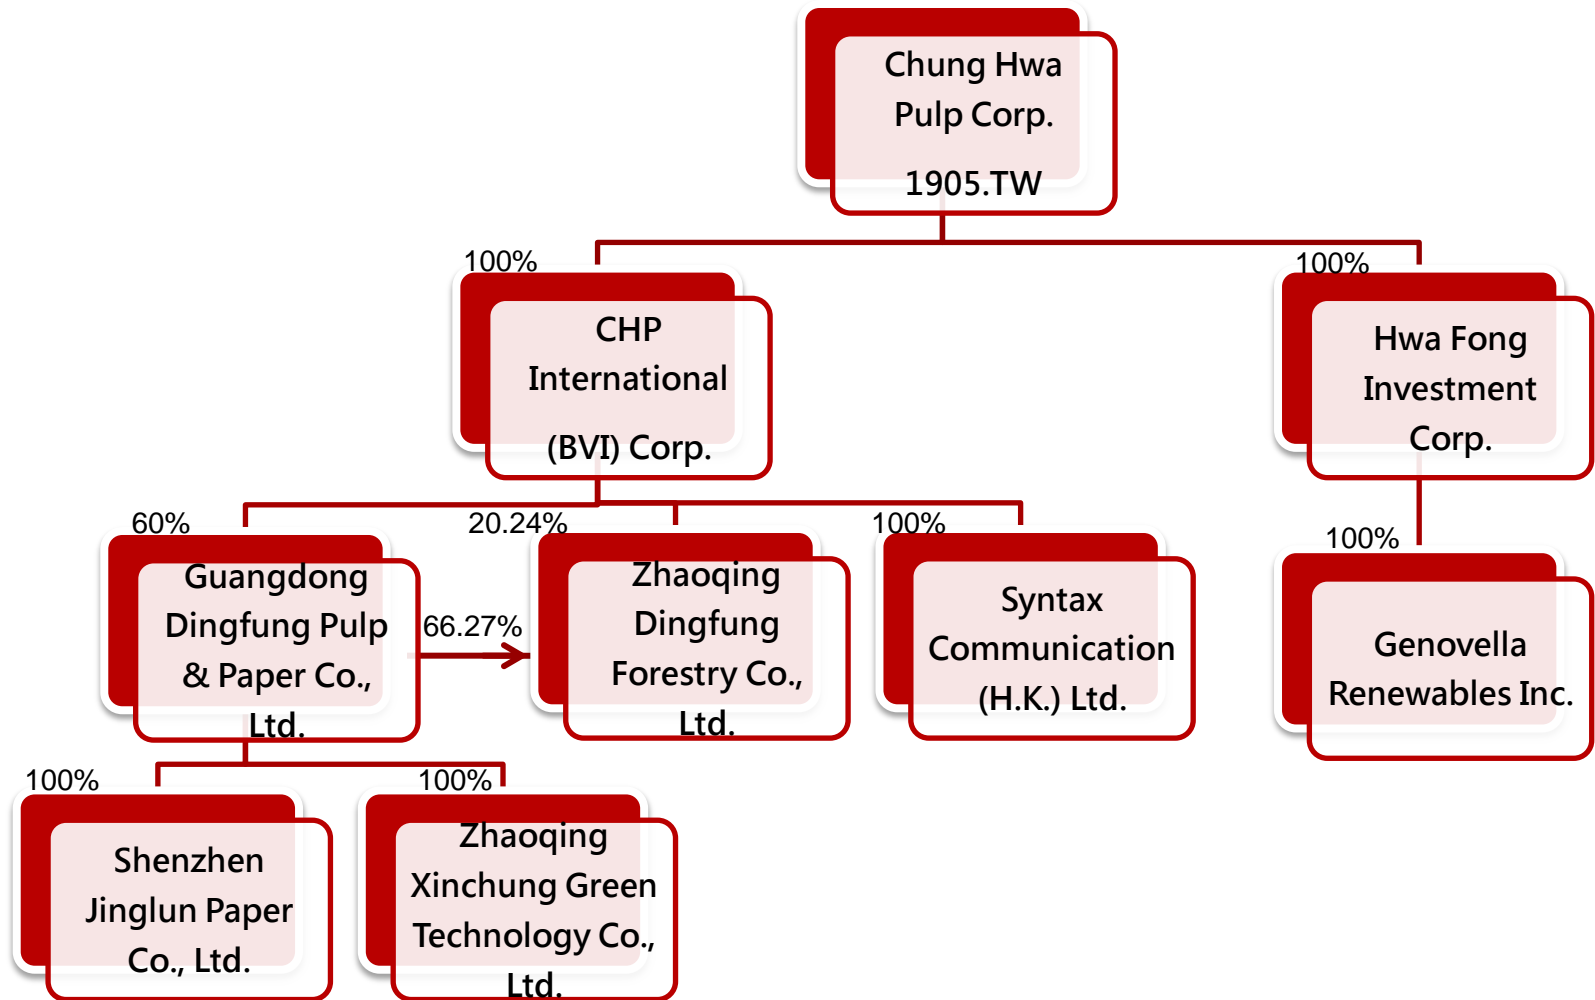 Chung Hwa
Pulp Corp.
1905.TW
100%
100%
CHP
International
(BVI) Corp.
Hwa Fong
Investment
Corp.
60%
20.24%
100%
100%
Guangdong
Dingfung Pulp
& Paper Co.,
Ltd.
66.27%
Zhaoqing
Dingfung
Forestry Co.,
Ltd.
Syntax
Communication
(H.K.) Ltd.
Genovella
Renewables Inc.
100%
100%
Shenzhen
Jinglun Paper
Co., Ltd.
Zhaoqing
Xinchung Green
Technology Co.,
Ltd.